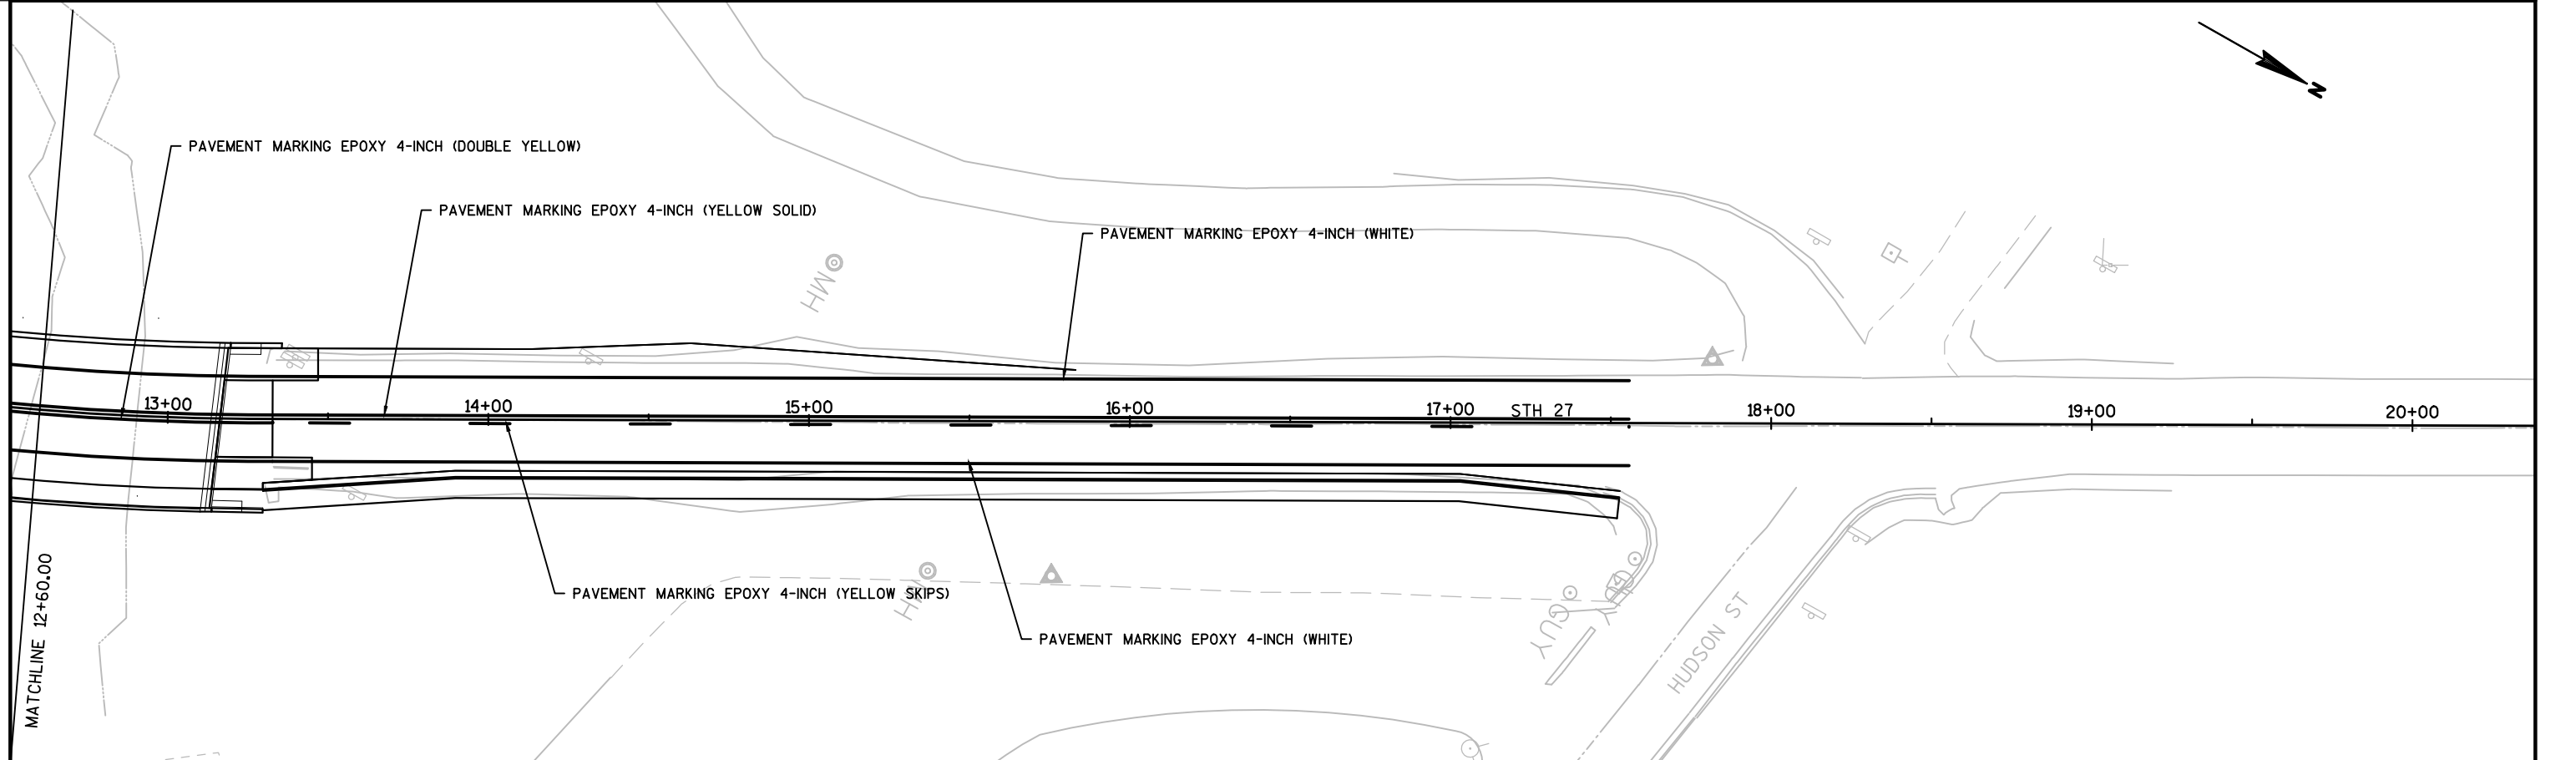 N
PAVEMENT MARKING EPOXY 4-INCH (DOUBLE YELLOW)
PAVEMENT MARKING EPOXY 4-INCH (YELLOW SOLID)
PAVEMENT MARKING EPOXY 4-INCH (WHITE)
MH
13+00
14+00
15+00
16+00
17+00
STH 27
18+00
19+00
20+00
MATCHLINE 12+60.00
PAVEMENT MARKING EPOXY 4-INCH (YELLOW SKIPS)
MH
PAVEMENT MARKING EPOXY 4-INCH (WHITE)
GUY
HUDSON ST